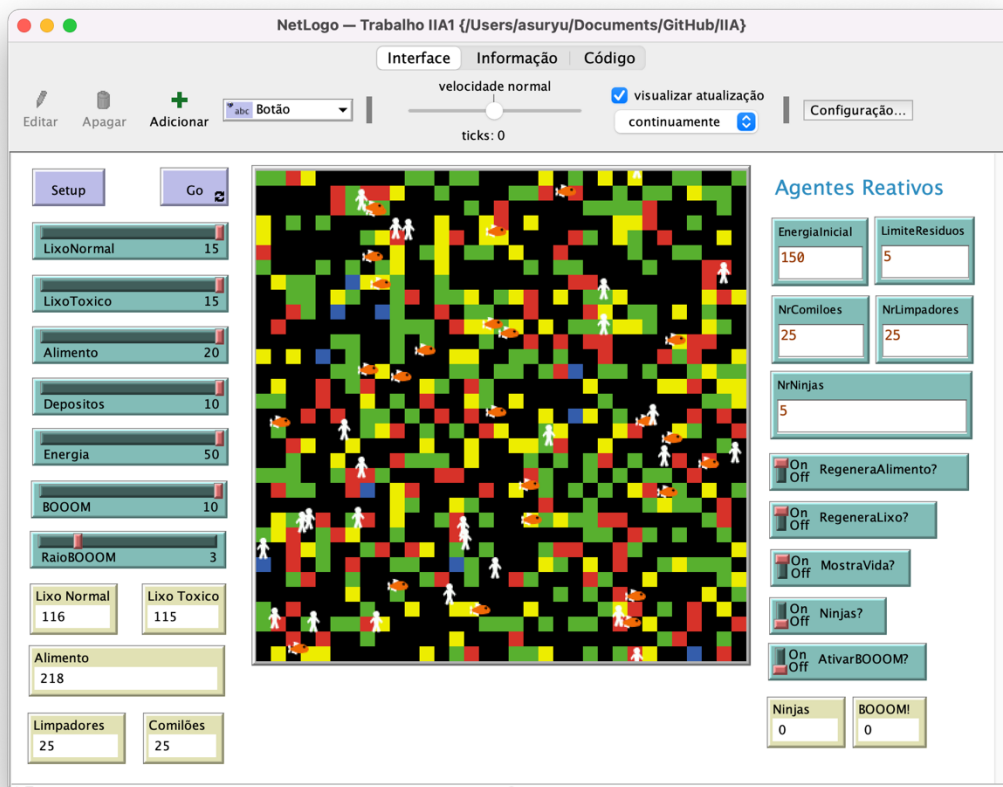 NetLogo — Trabalho IIA1 {/Users/asuryu/Documents/GitHub/IIA}
Interface Informação Código
Editar Apagar Adicionar abc Botão
velocidade normal
ticks: 0
visualizar atualização
continuamente
Configuração...
Setup Go
LixoNormal 15
LixoToxico 15
Alimento 20
Depositos 10
Energia 50
BOOOM 10
RaioBOOOM 3
Lixo Normal
116
Lixo Toxico
115
Alimento
218
Limpadores
25
Comilões
25
Agentes Reativos
EnergiaInicial
150
LimiteResiduos
5
NrComiloes
25
NrLimpadores
25
NrNinjas
5
On
Off
RegeneraAlimento?
On
Off
RegeneraLixo?
On
Off
MostraVida?
On
Off
Ninjas?
On
Off
AtivarBOOOM?
Ninjas
0
BOOOM!
0